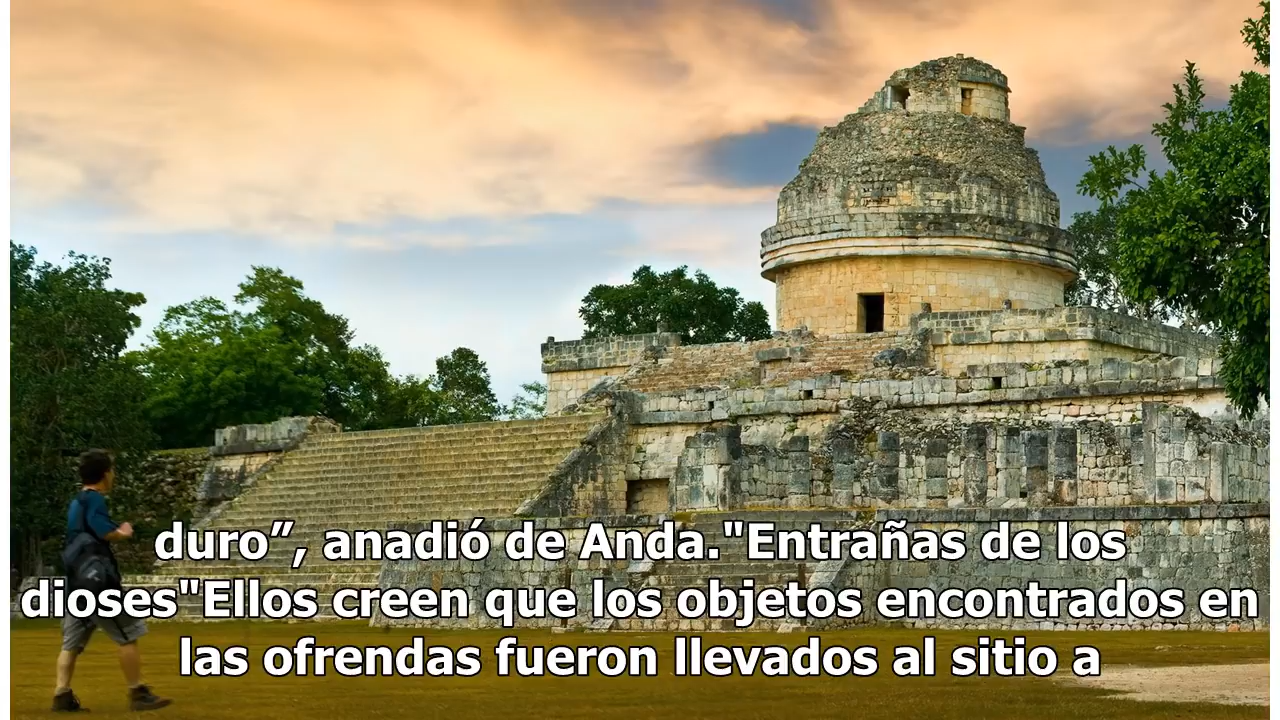 duro”, anadió de Anda."Entrañas de los
dioses"Ellos creen que los objetos encontrados en
las ofrendas fueron llevados al sitio a